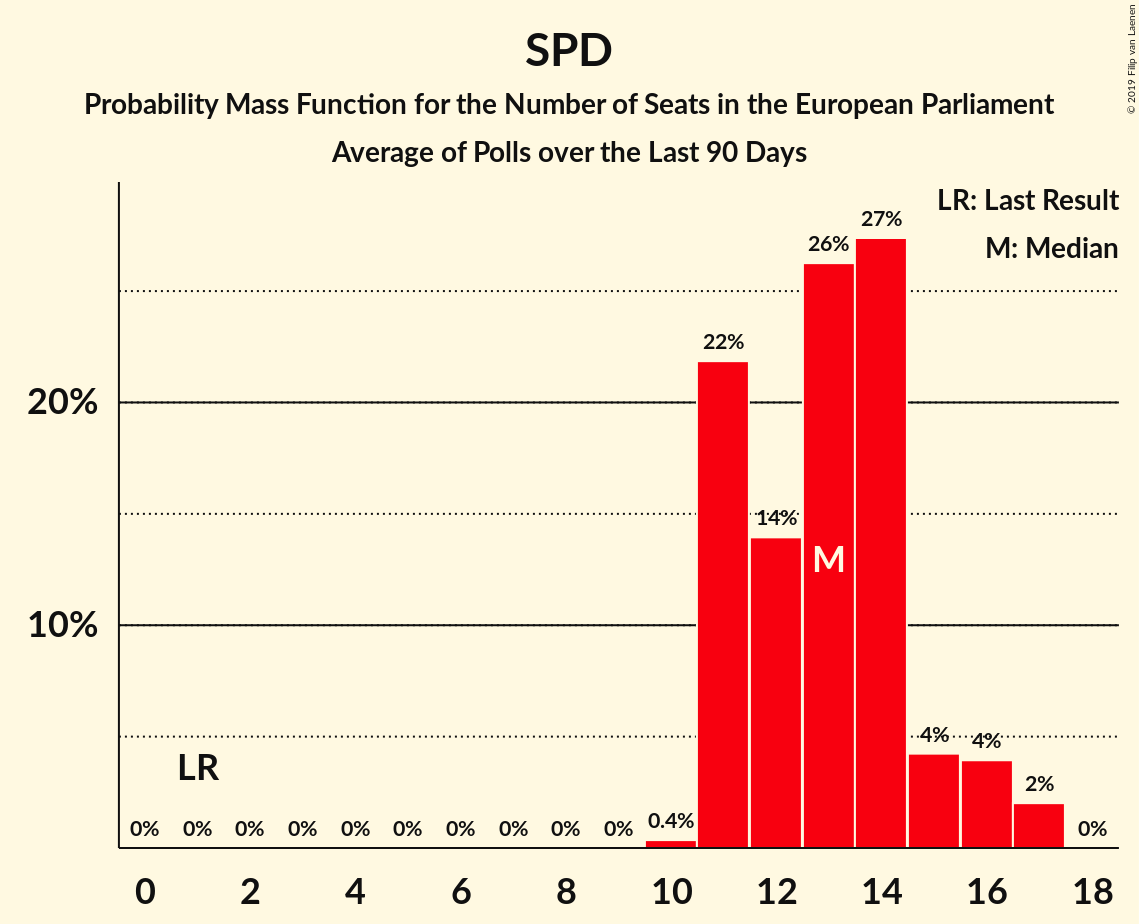 © 2019 Filip van Laenen
SPD
Probability Mass Function for the Number of Seats in the European Parliament
Average of Polls over the Last 90 Days
LR: Last Result
M: Median
20%
10%
0% 0% 0% 0% 0% 0% 0% 0% 0% 0% 0.4% 22% 14% 26% 27% 4% 4% 2% 0%
LR
M
0 2 4 6 8 10 12 14 16 18